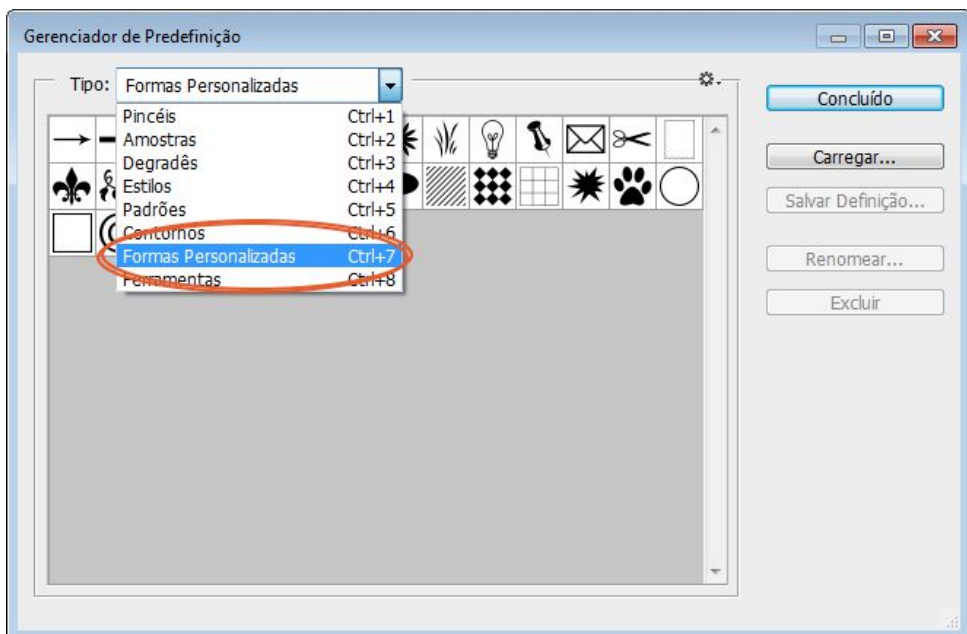 Gerenciador de Predefinição
Tipo: Formas Personalizadas
Pincéis Ctrl+1
Amostras Ctrl+2
Degradês Ctrl+3
Estilos Ctrl+4
Padrões Ctrl+5
Contornos Ctrl+6
Formas Personalizadas Ctrl+7
Ferramentas Ctrl+8
Concluído
Carregar...
Salvar Definição...
Renomear...
Excluir